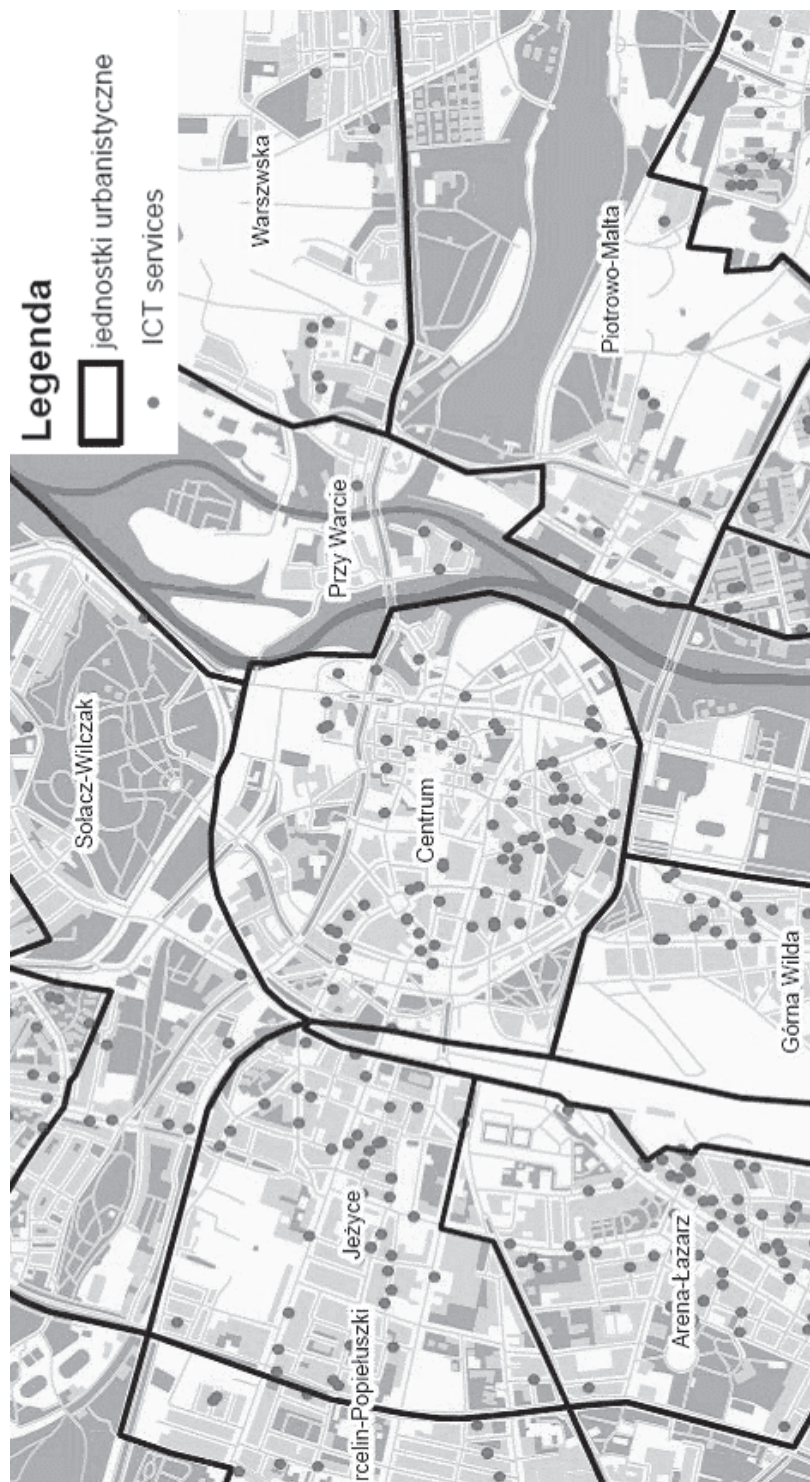 Legenda
jednostki urbanistyczne
ICT services
Warszwska
Sołacz-Wilczak
Przy Warcie
Centrum
Piotrowo-Malta
Jeżyce
rcelin-Popiełuszki
Górna Wilda
Arena-Łazarz